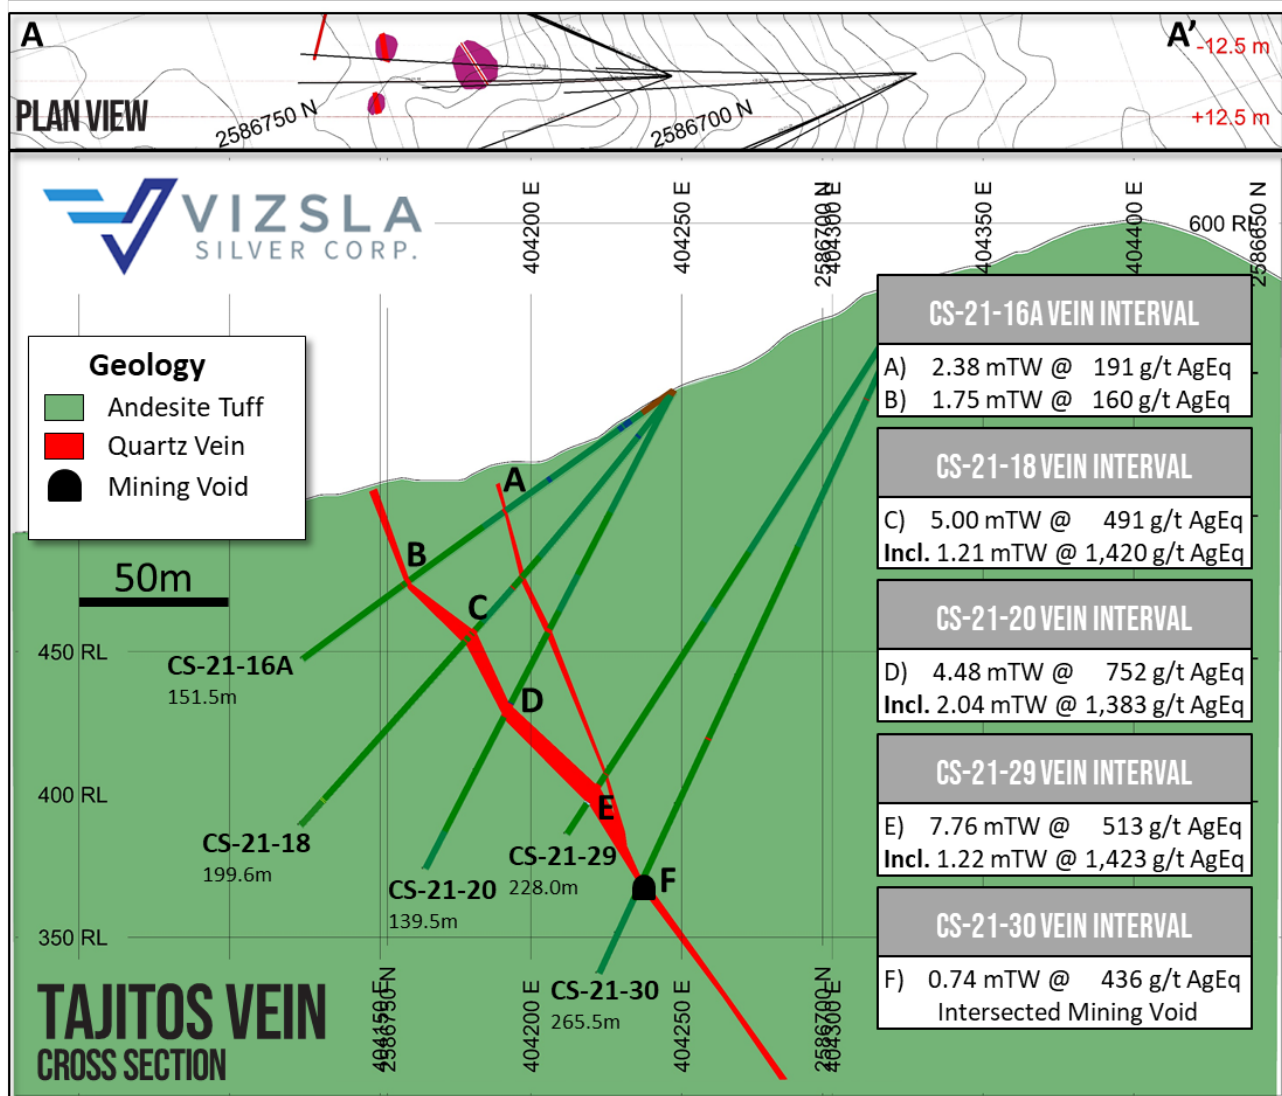 A
A'
-12.5 m
PLAN VIEW
2586750 N
2586700 N
+12.5 m
VIZSLA
SILVER CORP.
404200 E
404250 E
2586700 N
404300 E
404350 E
404400 E
600 RL
2586650 N
Geology
Andesite Tuff
Quartz Vein
Mining Void
50m
CS-21-16A VEIN INTERVAL
A) 2.38 mTW @ 191 g/t AgEq
B) 1.75 mTW @ 160 g/t AgEq
CS-21-18 VEIN INTERVAL
C) 5.00 mTW @ 491 g/t AgEq
Incl. 1.21 mTW @ 1,420 g/t AgEq
CS-21-20 VEIN INTERVAL
D) 4.48 mTW @ 752 g/t AgEq
Incl. 2.04 mTW @ 1,383 g/t AgEq
CS-21-29 VEIN INTERVAL
E) 7.76 mTW @ 513 g/t AgEq
Incl. 1.22 mTW @ 1,423 g/t AgEq
CS-21-30 VEIN INTERVAL
F) 0.74 mTW @ 436 g/t AgEq
Intersected Mining Void
A
B
C
D
E
F
450 RL
400 RL
350 RL
CS-21-16A
151.5m
CS-21-18
199.6m
CS-21-20
139.5m
CS-21-29
228.0m
CS-21-30
265.5m
TAJITOS VEIN
CROSS SECTION
404150 E
2586750 N
404200 E
404250 E
2586700 N
404300 E